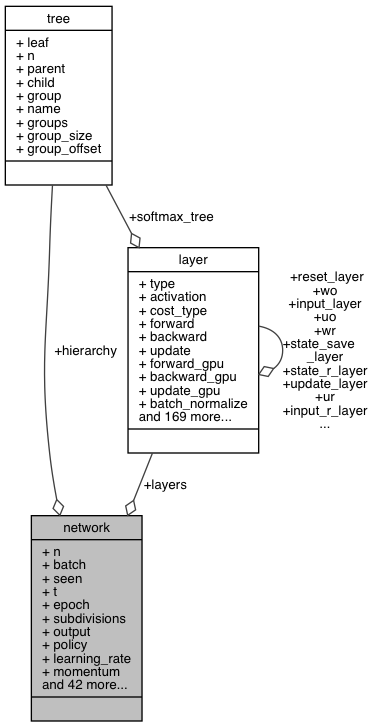 tree
+ leaf
+ n
+ parent
+ child
+ group
+ name
+ groups
+ group_size
+ group_offset
+softmax_tree
layer
+ type
+ activation
+ cost_type
+ forward
+ backward
+ update
+ forward_gpu
+ backward_gpu
+ update_gpu
+ batch_normalize
and 169 more...
+reset_layer
+wo
+input_layer
+uo
+wr
+state_save
_layer
+state_r_layer
+update_layer
+ur
+input_r_layer
...
+hierarchy
+layers
network
+ n
+ batch
+ seen
+ t
+ epoch
+ subdivisions
+ output
+ policy
+ learning_rate
+ momentum
and 42 more...